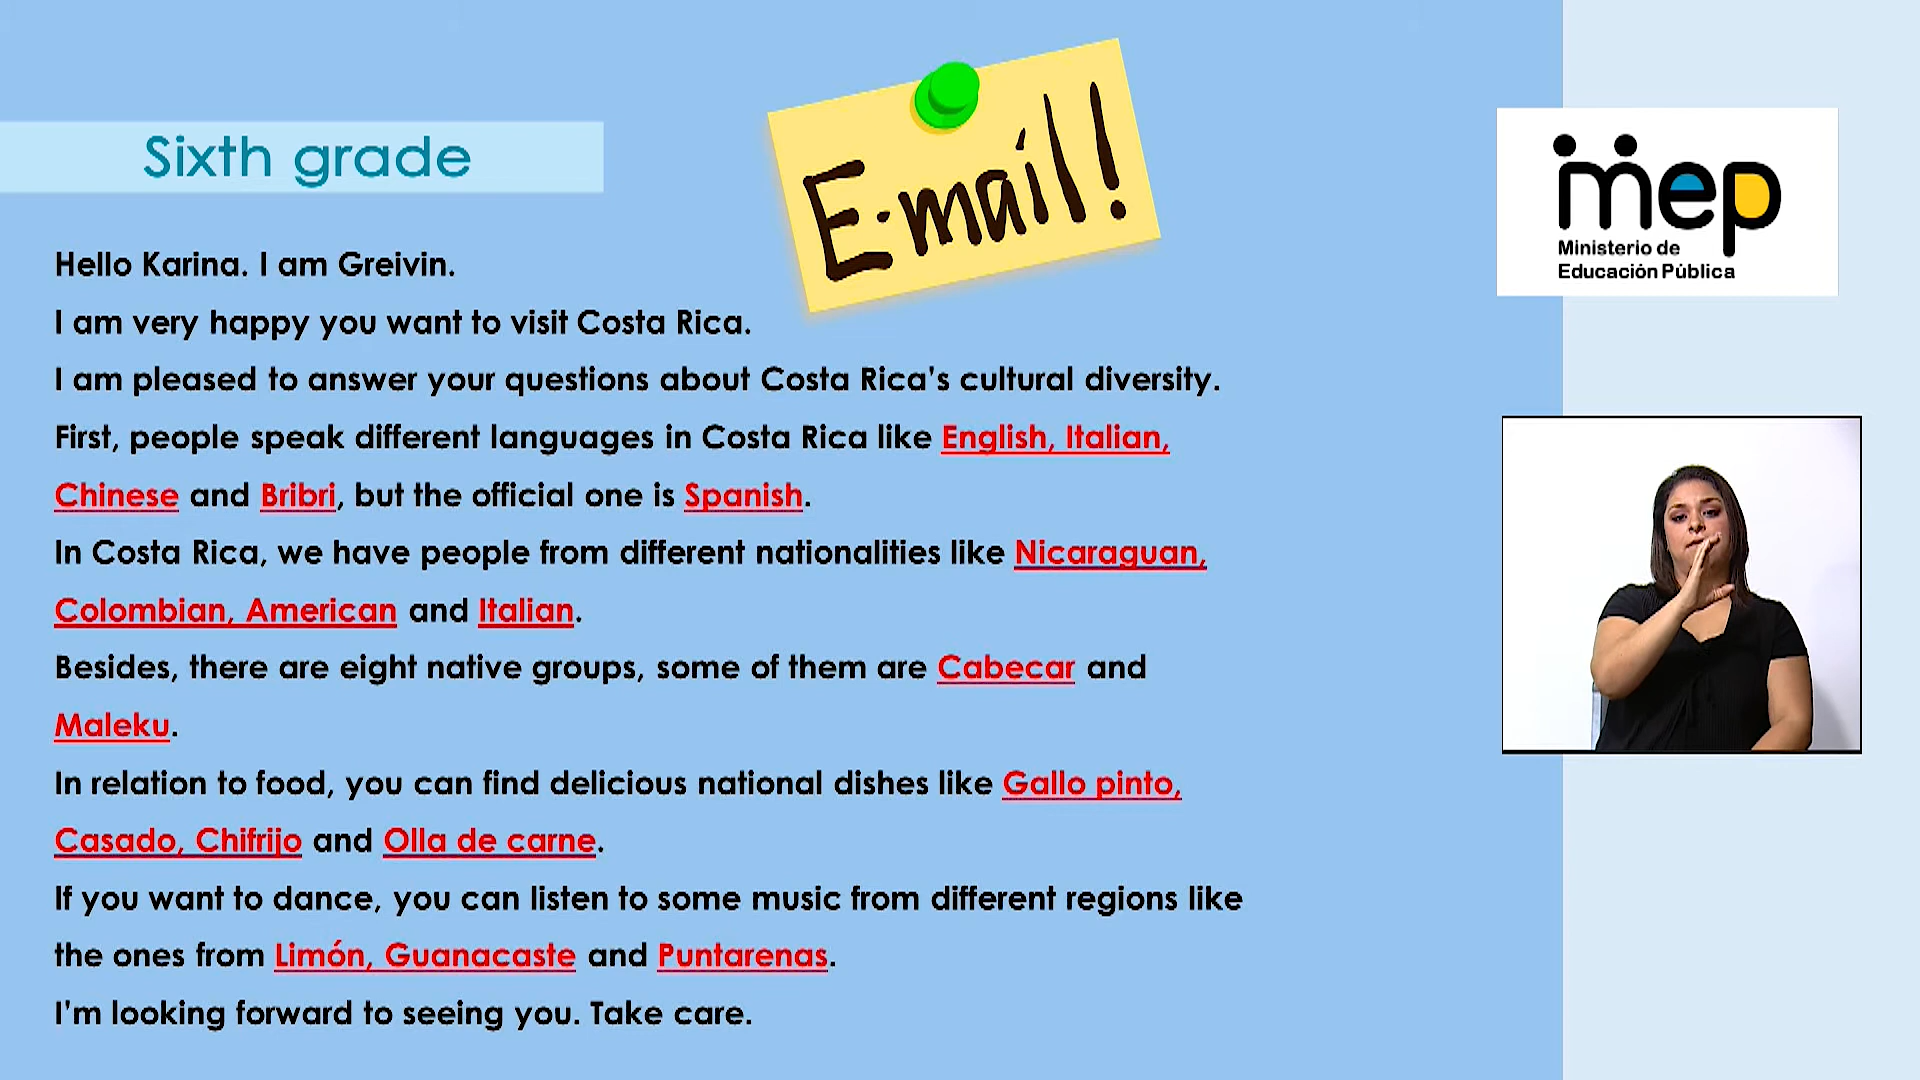 Sixth grade
E-mail!
mep
Ministerio de
Educación Pública
Hello Karina. I am Greivin.
I am very happy you want to visit Costa Rica.
I am pleased to answer your questions about Costa Rica's cultural diversity.
First, people speak different languages in Costa Rica like English, Italian,
Chinese and Bribri, but the official one is Spanish.
In Costa Rica, we have people from different nationalities like Nicaraguan,
Colombian, American and Italian.
Besides, there are eight native groups, some of them are Cabecar and
Maleku.
In relation to food, you can find delicious national dishes like Gallo pinto,
Casado, Chifrijo and Olla de carne.
If you want to dance, you can listen to some music from different regions like
the ones from Limón, Guanacaste and Puntarenas.
I'm looking forward to seeing you. Take care.